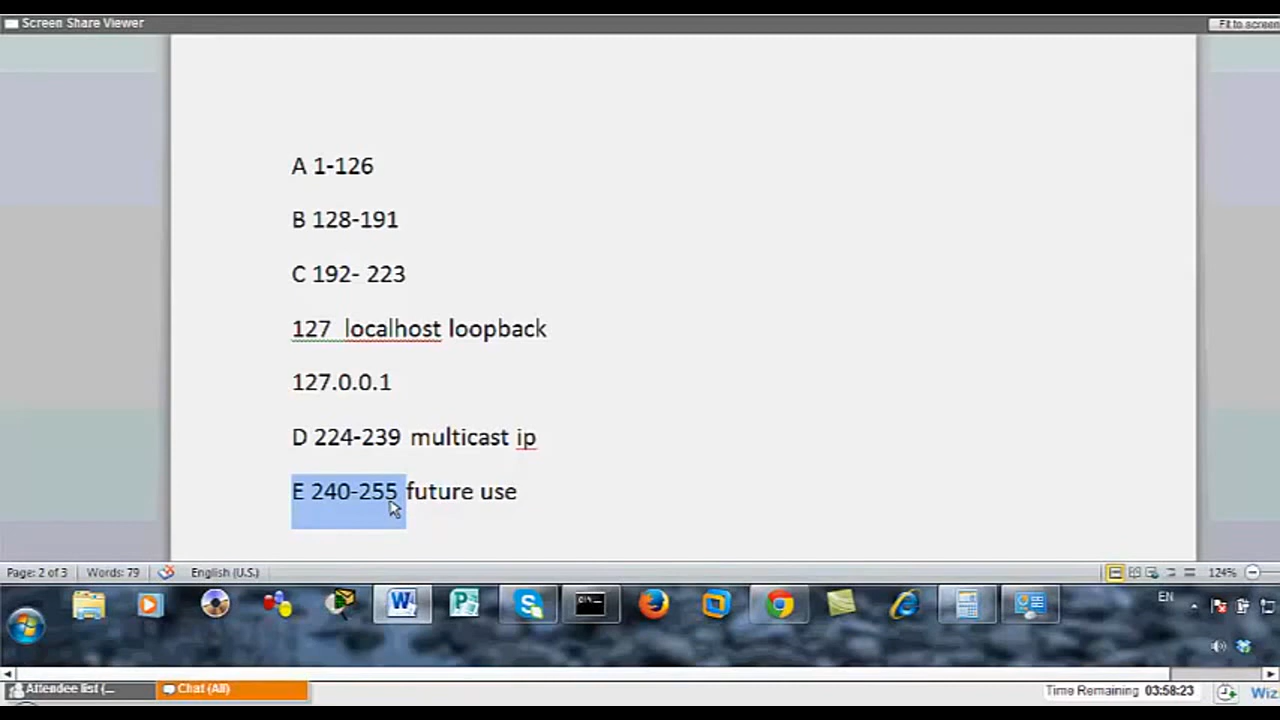 Screen Share Viewer
Fit to screen
A 1-126
B 128-191
C 192- 223
127 localhost loopback
127.0.0.1
D 224-239 multicast ip
E 240-255 future use
Page: 2 of 3 Words: 79 English (U.S.) 124%
EN
Attendee list (... Chat (All) Time Remaining 03:58:23 Wiz